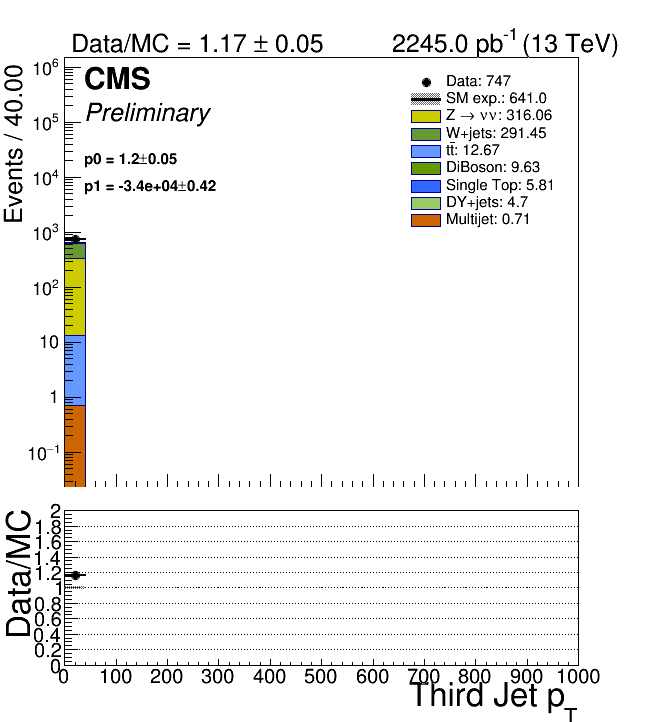 Data/MC = 1.17 ± 0.05
2245.0 pb⁻¹ (13 TeV)
Events / 40.00
10⁶
10⁵
10⁴
10³
10²
10
1
10⁻¹
CMS
Preliminary
p0 = 1.2±0.05
p1 = -3.4e+04±0.42
Data: 747
SM exp.: 641.0
Z → νν: 316.06
W+jets: 291.45
tt̄: 12.67
DiBoson: 9.63
Single Top: 5.81
DY+jets: 4.7
Multijet: 0.71
Data/MC
2
1.8
1.6
1.4
1.2
1
0.8
0.6
0.4
0.2
0
0 100 200 300 400 500 600 700 800 900 1000
Third Jet p_T